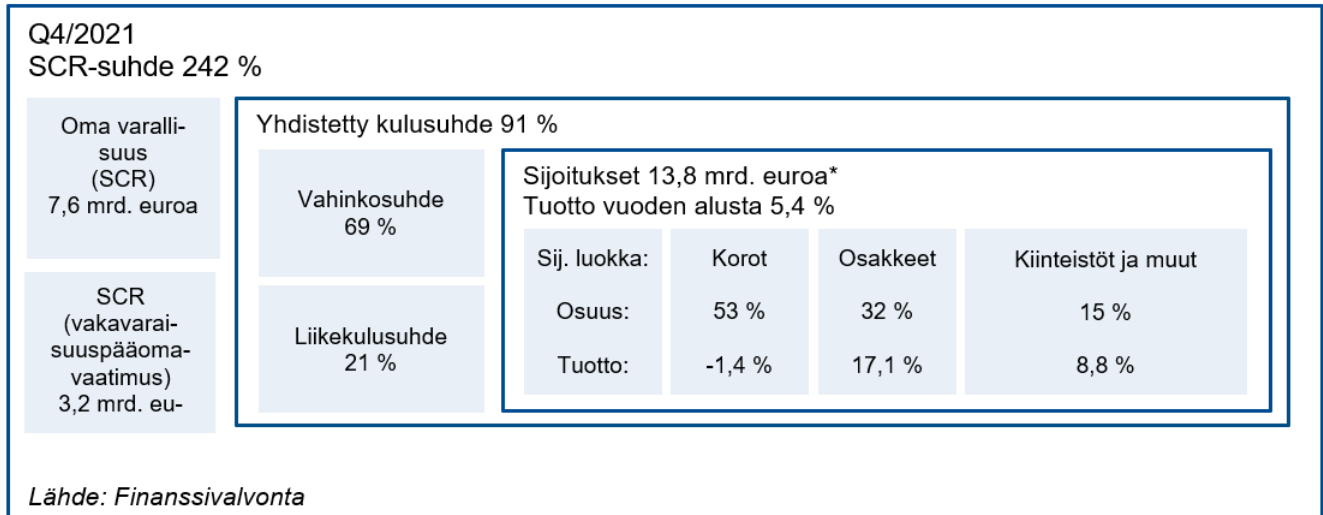 Q4/2021
SCR-suhde 242 %
Oma varalli-
suus
(SCR)
7,6 mrd. euroa
SCR
(vakavarai-
suuspääoma-
vaatimus)
3,2 mrd. eu-
Yhdistetty kulusuhde 91 %
Vahinkosuhde
69 %
Liikekulusuhde
21 %
Sijoitukset 13,8 mrd. euroa*
Tuotto vuoden alusta 5,4 %
Sij. luokka: Korot Osakkeet Kiinteistöt ja muut
Osuus: 53 % 32 % 15 %
Tuotto: -1,4 % 17,1 % 8,8 %
Lähde: Finanssivalvonta